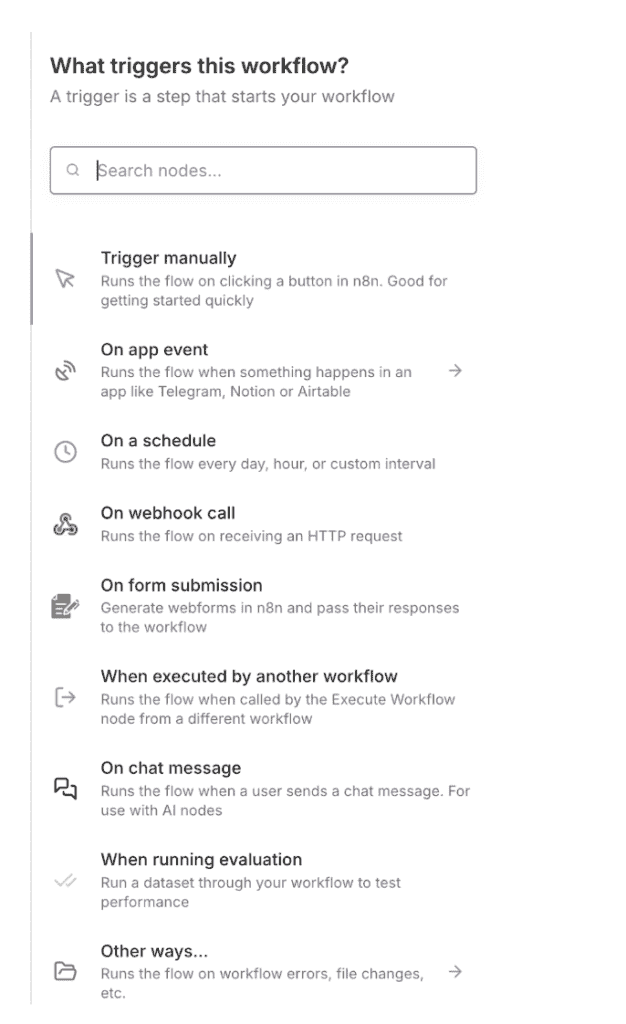 What triggers this workflow?
A trigger is a step that starts your workflow
Search nodes...
Trigger manually
Runs the flow on clicking a button in n8n. Good for
getting started quickly
On app event
Runs the flow when something happens in an
app like Telegram, Notion or Airtable
On a schedule
Runs the flow every day, hour, or custom interval
On webhook call
Runs the flow on receiving an HTTP request
On form submission
Generate webforms in n8n and pass their responses
to the workflow
When executed by another workflow
Runs the flow when called by the Execute Workflow
node from a different workflow
On chat message
Runs the flow when a user sends a chat message. For
use with AI nodes
When running evaluation
Run a dataset through your workflow to test
performance
Other ways...
Runs the flow on workflow errors, file changes,
etc.